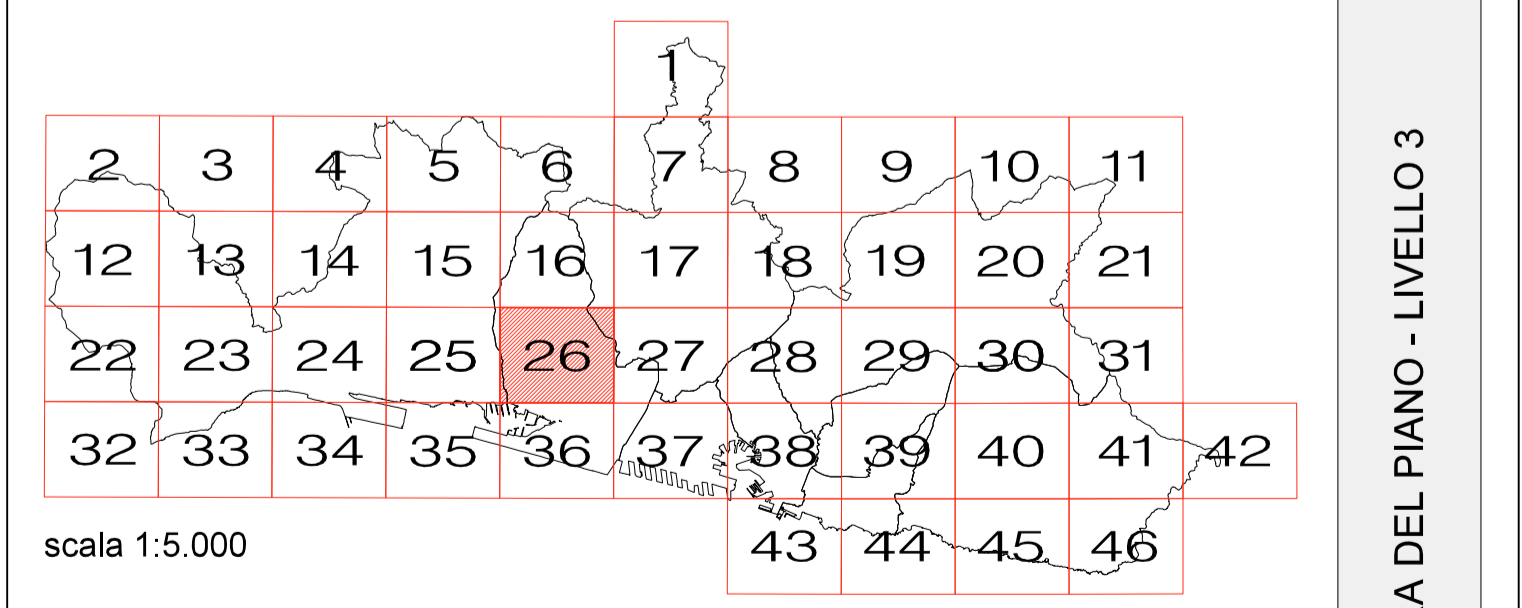 1
2 3 4 5 6 7 8 9 10 11
12 13 14 15 16 17 18 19 20 21
22 23 24 25 26 27 28 29 30 31
32 33 34 35 36 37 38 39 40 41 42
43 44 45 46
scala 1:5.000
A DEL PIANO - LIVELLO 3